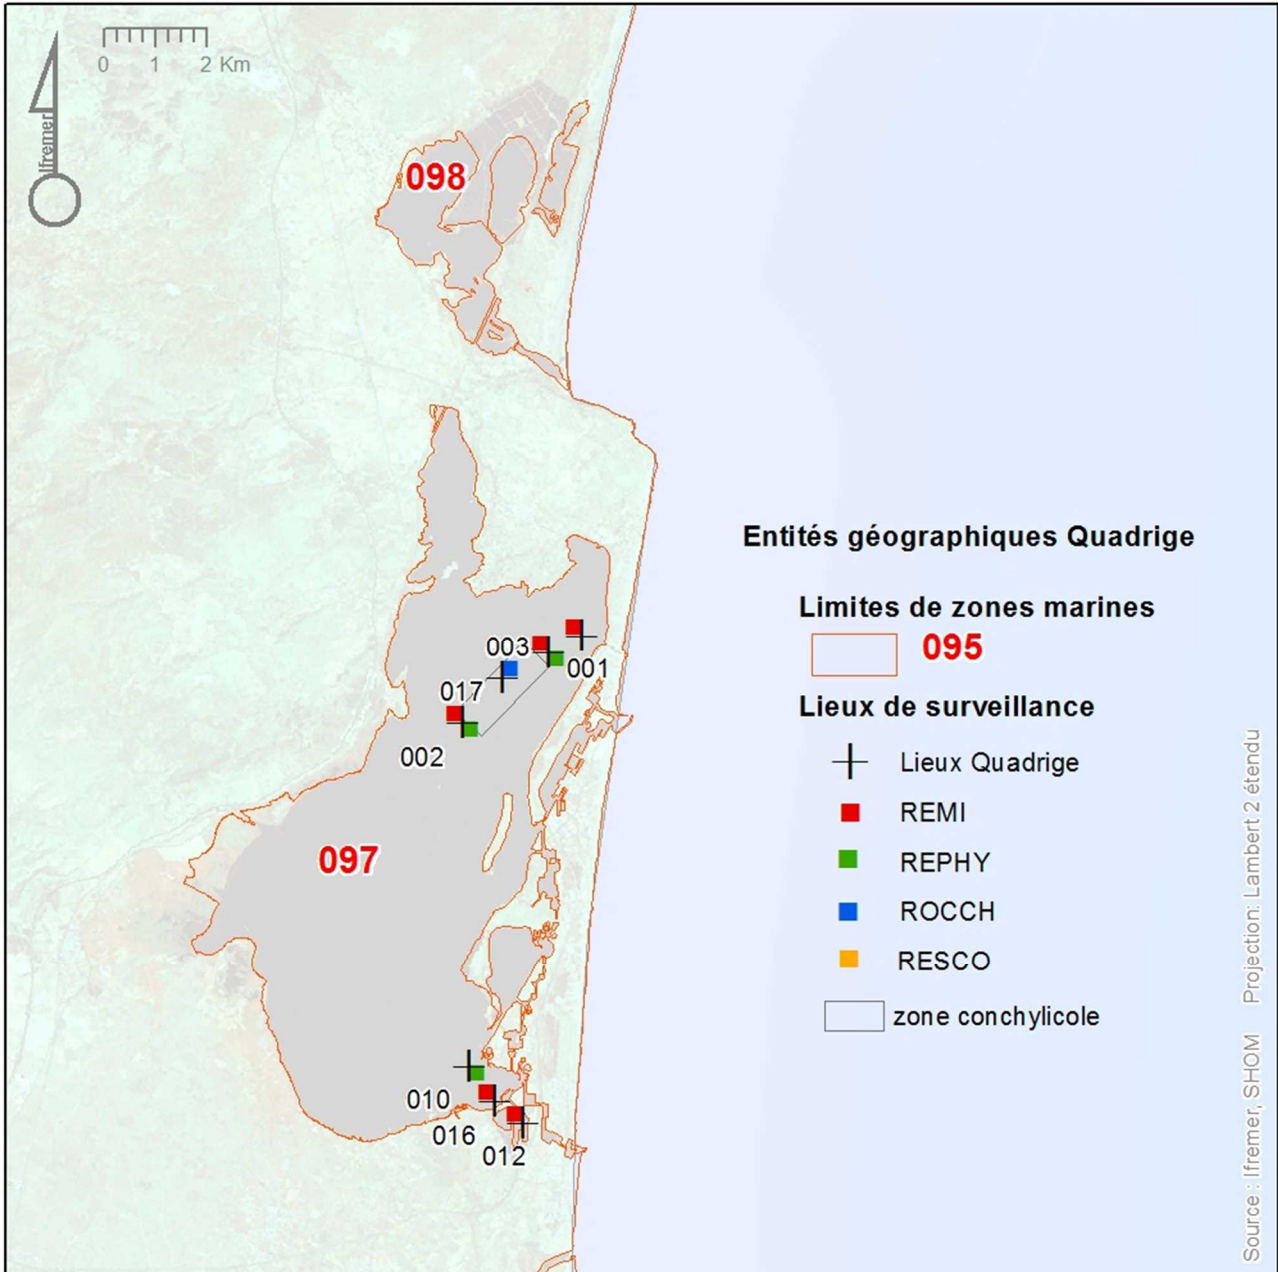 0 1 2 Km
Ifremer
098
003
001
017
002
097
010
016
012
Entités géographiques Quadrige
Limites de zones marines
095
Lieux de surveillance
Lieux Quadrige
REMI
REPHY
ROCCH
RESCO
zone conchylicole
Source : Ifremer, SHOM Projection: Lambert 2 étendu